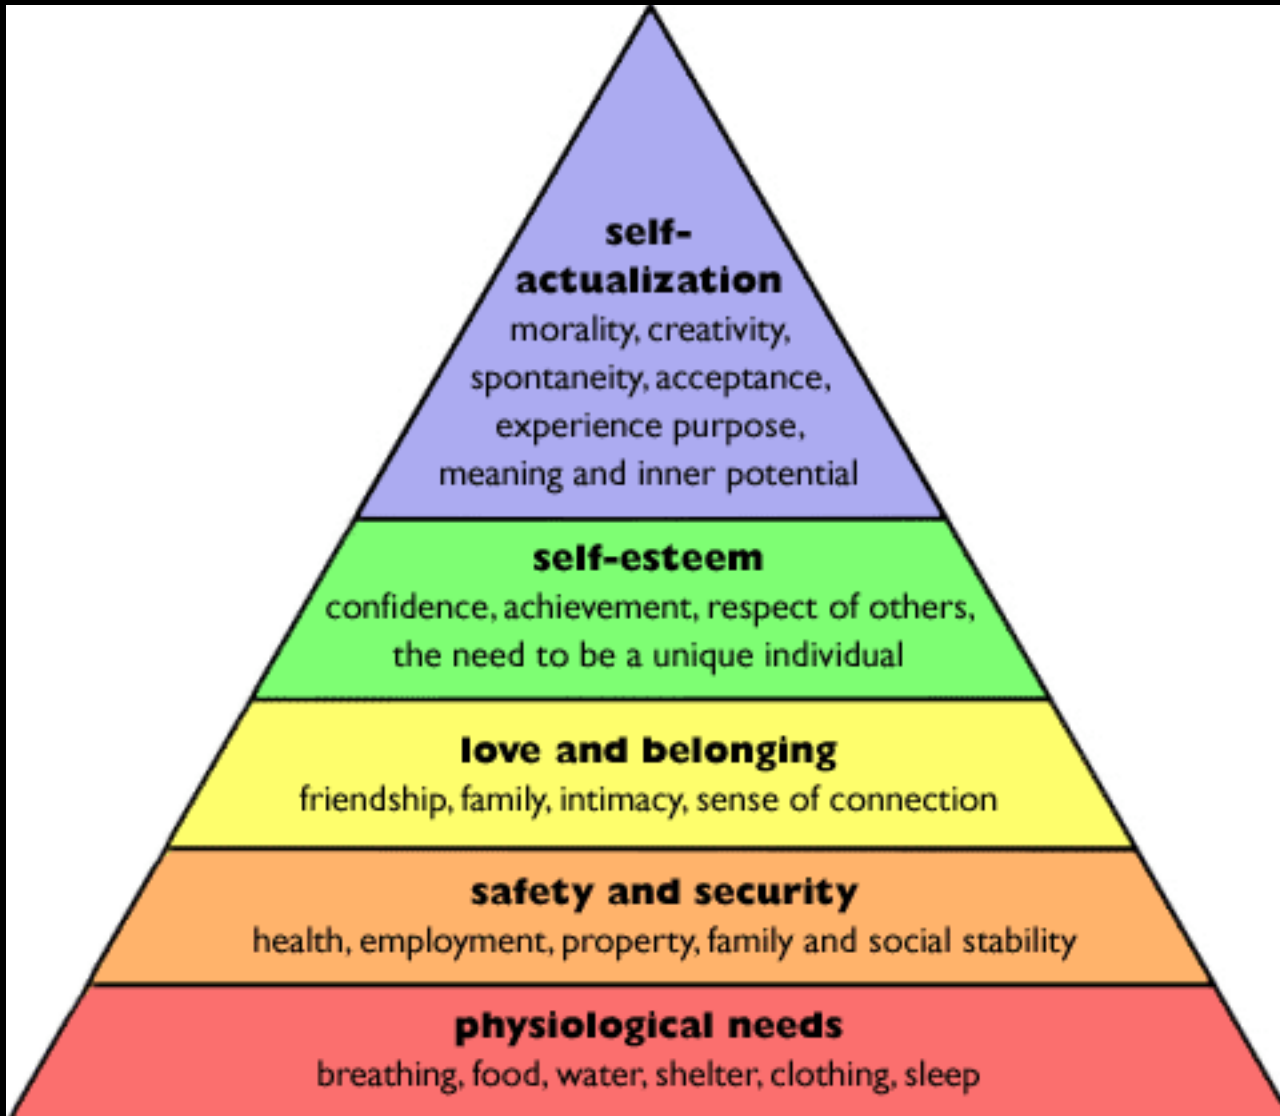 self-
actualization
morality, creativity,
spontaneity, acceptance,
experience purpose,
meaning and inner potential
self-esteem
confidence, achievement, respect of others,
the need to be a unique individual
love and belonging
friendship, family, intimacy, sense of connection
safety and security
health, employment, property, family and social stability
physiological needs
breathing, food, water, shelter, clothing, sleep